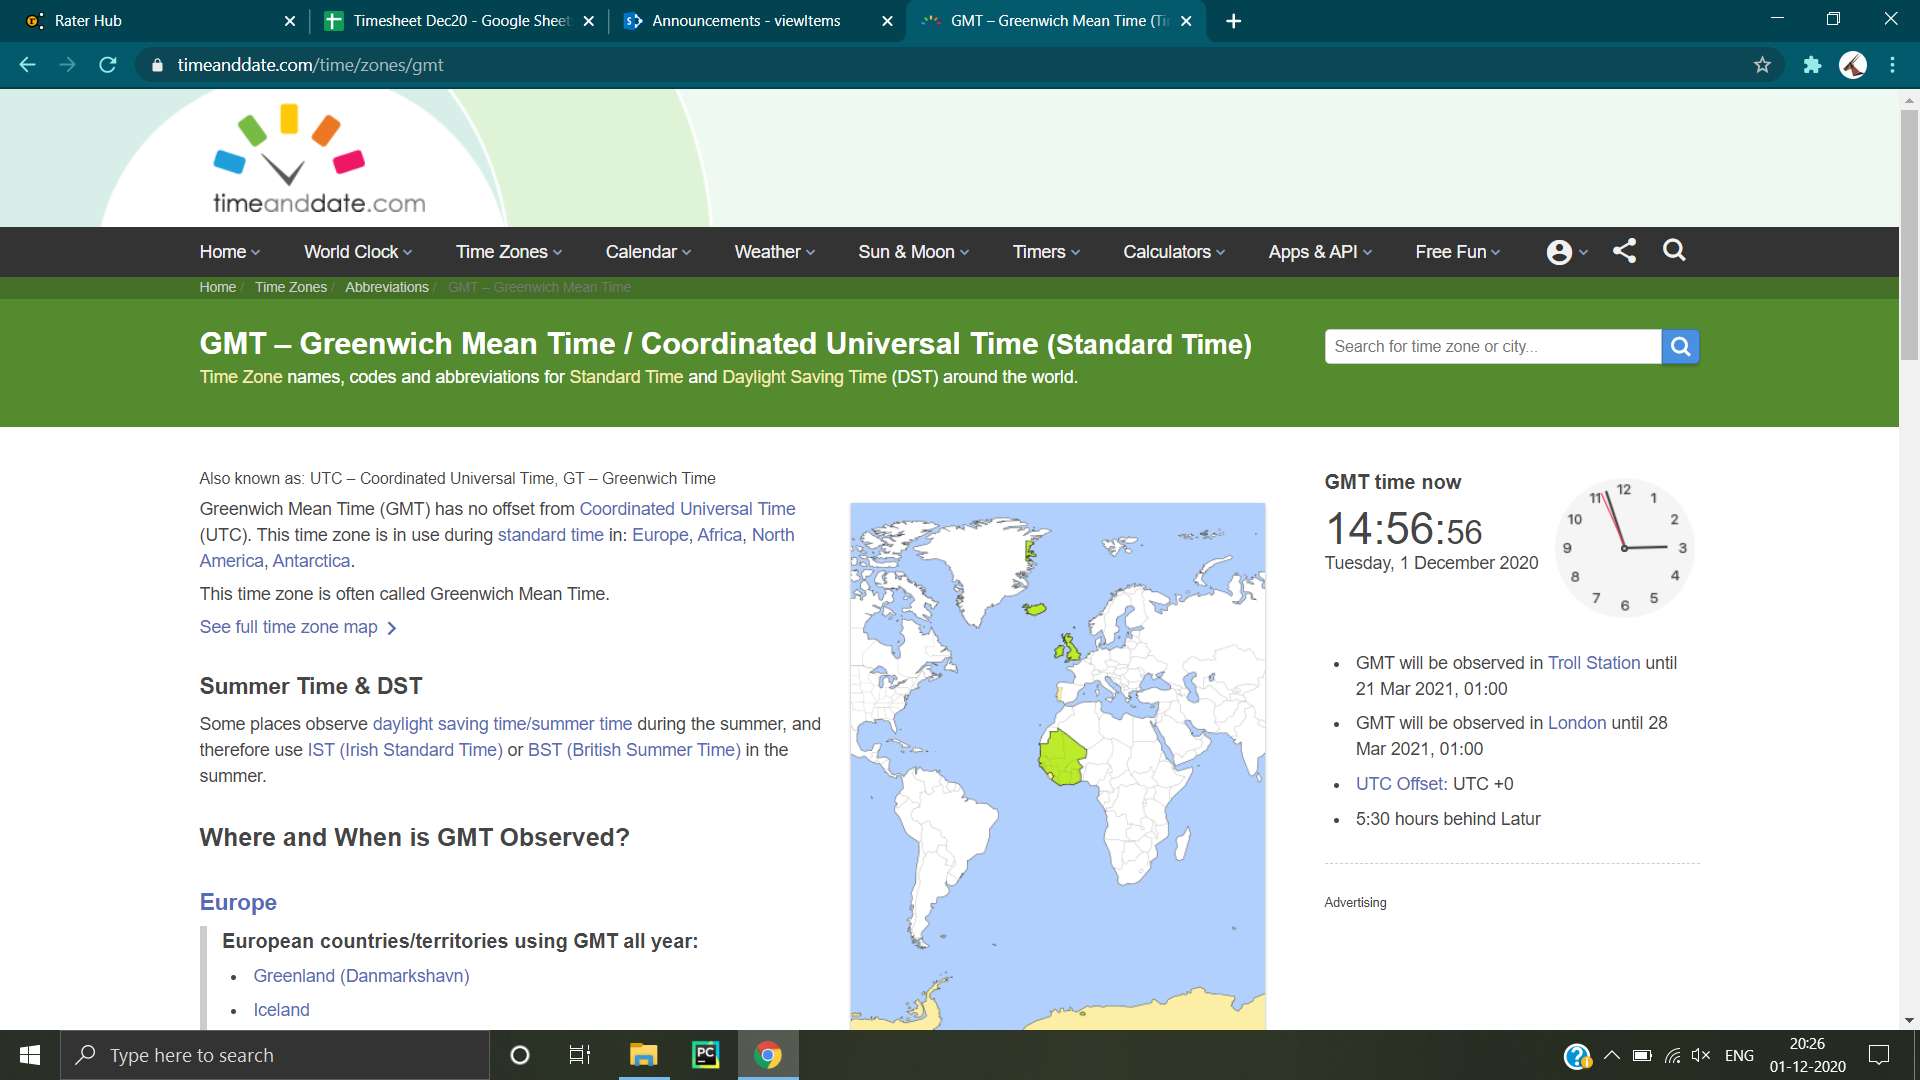 Rater Hub
Timesheet Dec20 - Google Sheet
Announcements - viewItems
GMT – Greenwich Mean Time (Ti
timeanddate.com/time/zones/gmt
timeanddate.com
Home
World Clock
Time Zones
Calendar
Weather
Sun & Moon
Timers
Calculators
Apps & API
Free Fun
Home / Time Zones / Abbreviations / GMT – Greenwich Mean Time
GMT – Greenwich Mean Time / Coordinated Universal Time (Standard Time)
Time Zone names, codes and abbreviations for Standard Time and Daylight Saving Time (DST) around the world.
Search for time zone or city...
Also known as: UTC – Coordinated Universal Time, GT – Greenwich Time
Greenwich Mean Time (GMT) has no offset from Coordinated Universal Time
(UTC). This time zone is in use during standard time in: Europe, Africa, North
America, Antarctica.
This time zone is often called Greenwich Mean Time.
See full time zone map
Summer Time & DST
Some places observe daylight saving time/summer time during the summer, and
therefore use IST (Irish Standard Time) or BST (British Summer Time) in the
summer.
Where and When is GMT Observed?
Europe
European countries/territories using GMT all year:
• Greenland (Danmarkshavn)
• Iceland
GMT time now
14:56:56
Tuesday, 1 December 2020
12
1
2
3
4
5
6
7
8
9
10
11
• GMT will be observed in Troll Station until
21 Mar 2021, 01:00
• GMT will be observed in London until 28
Mar 2021, 01:00
• UTC Offset: UTC +0
• 5:30 hours behind Latur
Advertising
Type here to search
PC
ENG
20:26
01-12-2020